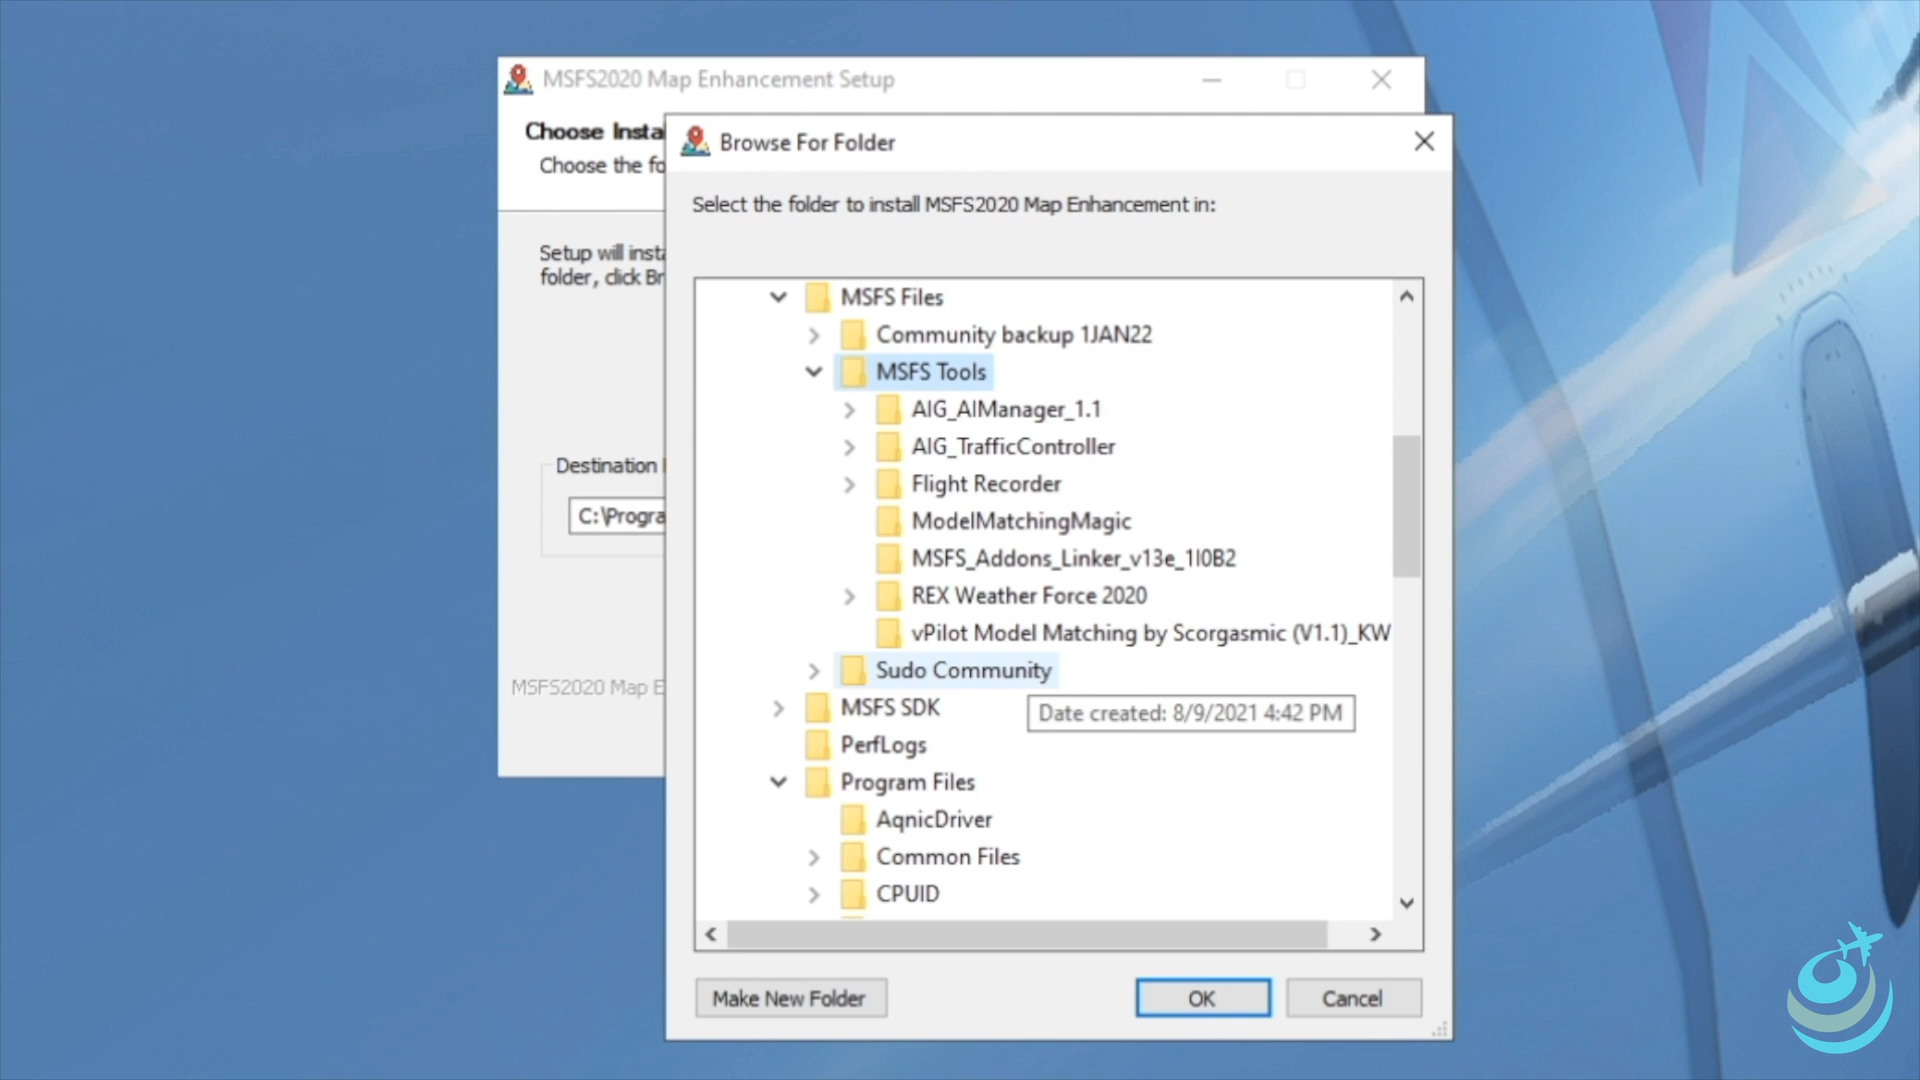 MSFS2020 Map Enhancement Setup
Choose Insta
Choose the fo
Browse For Folder
Select the folder to install MSFS2020 Map Enhancement in:
Setup will insta
folder, click Br
MSFS Files
Community backup 1JAN22
MSFS Tools
AIG_AIManager_1.1
AIG_TrafficController
Flight Recorder
ModelMatchingMagic
MSFS_Addons_Linker_v13e_1I0B2
REX Weather Force 2020
vPilot Model Matching by Scorgasmic (V1.1)_KW
Sudo Community
MSFS SDK
Date created: 8/9/2021 4:42 PM
PerfLogs
Program Files
AqnicDriver
Common Files
CPUID
Destination
C:\Progra
MSFS2020 Map E
Make New Folder
OK
Cancel